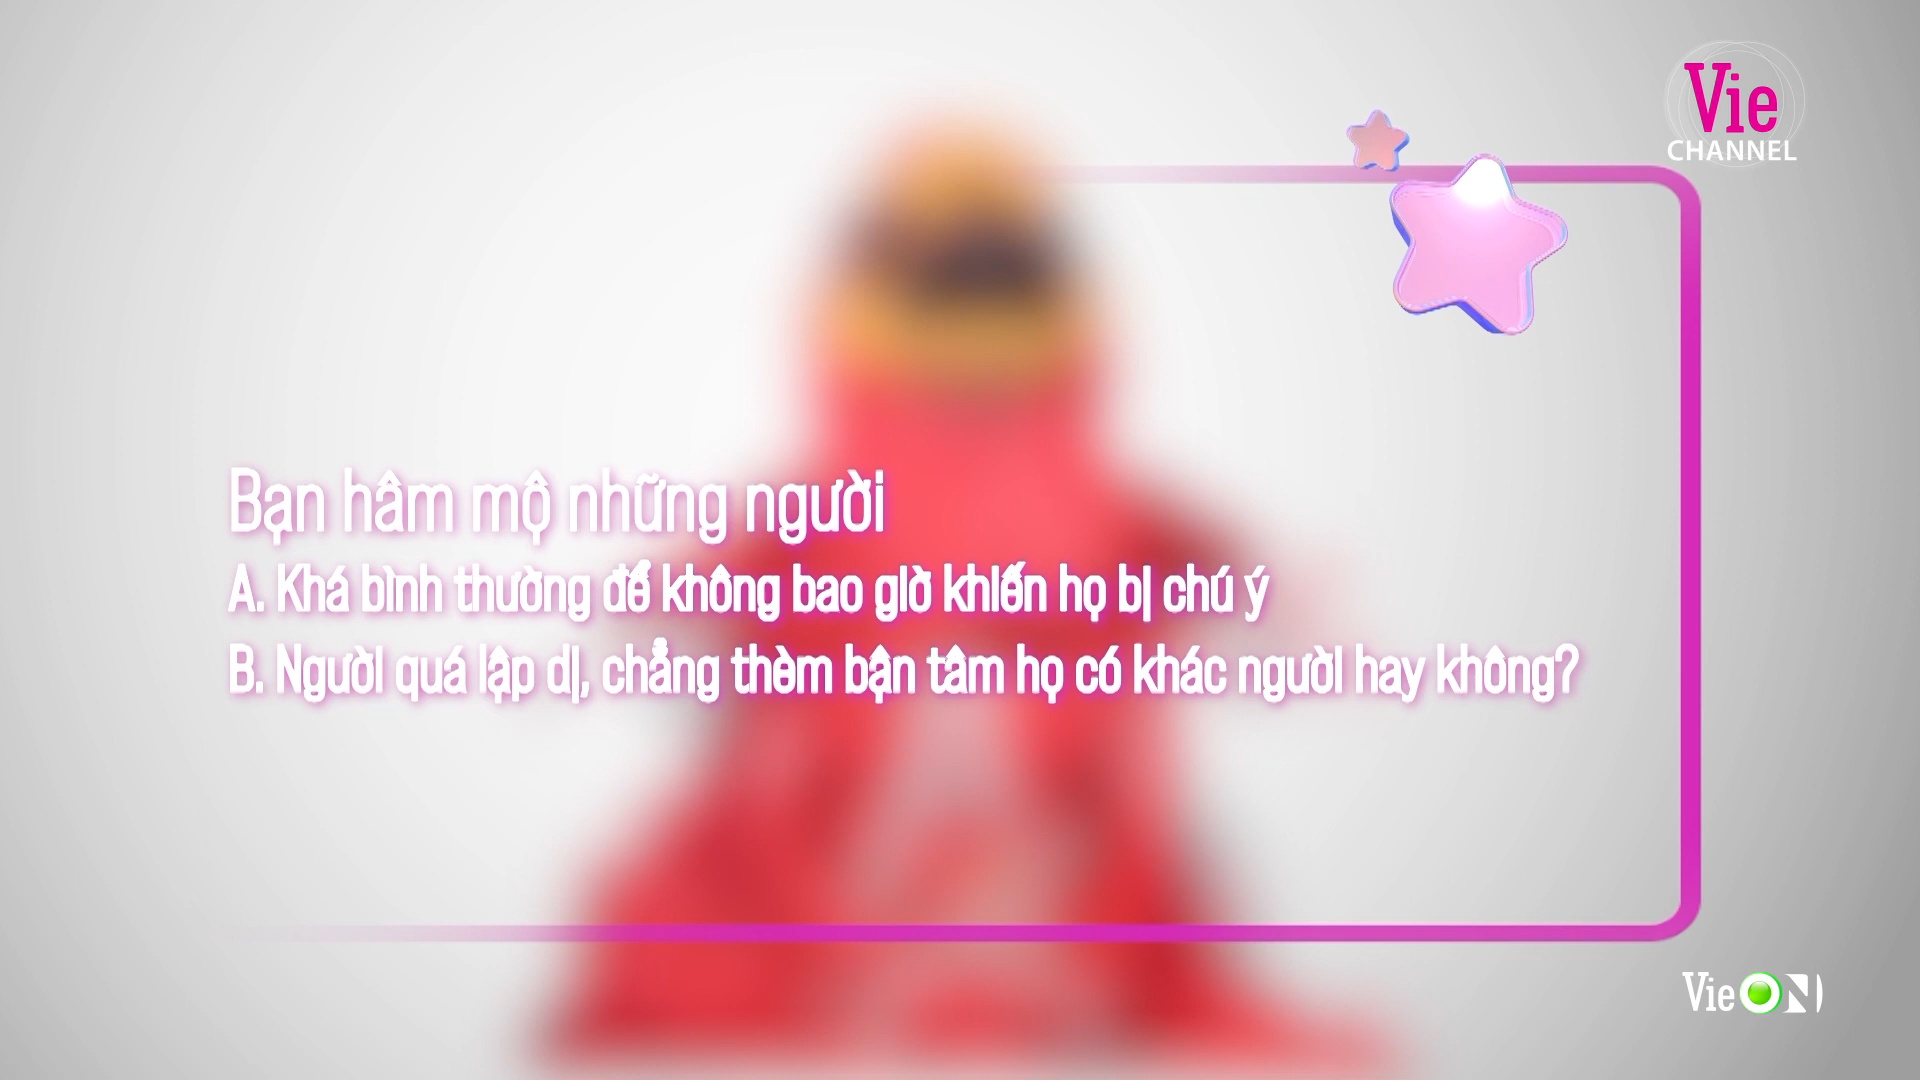 Vie
CHANNEL
Bạn hâm mộ những người
A. Khá bình thường để không bao giờ khiến họ bị chú ý
B. Người quá lập dị, chẳng thèm bận tâm họ có khác người hay không?
VieON